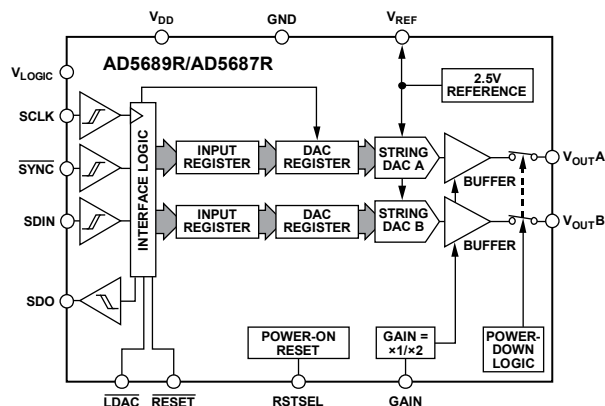 VDD
GND
VREF
AD5689R/AD5687R
VLOGIC
2.5V
REFERENCE
SCLK
INTERFACE LOGIC
INPUT
REGISTER
DAC
REGISTER
STRING
DAC A
VOUTA
SYNC
BUFFER
SDIN
INPUT
REGISTER
DAC
REGISTER
STRING
DAC B
VOUTB
BUFFER
SDO
POWER-ON
RESET
GAIN =
×1/×2
POWER-
DOWN
LOGIC
LDAC
RESET
RSTSEL
GAIN